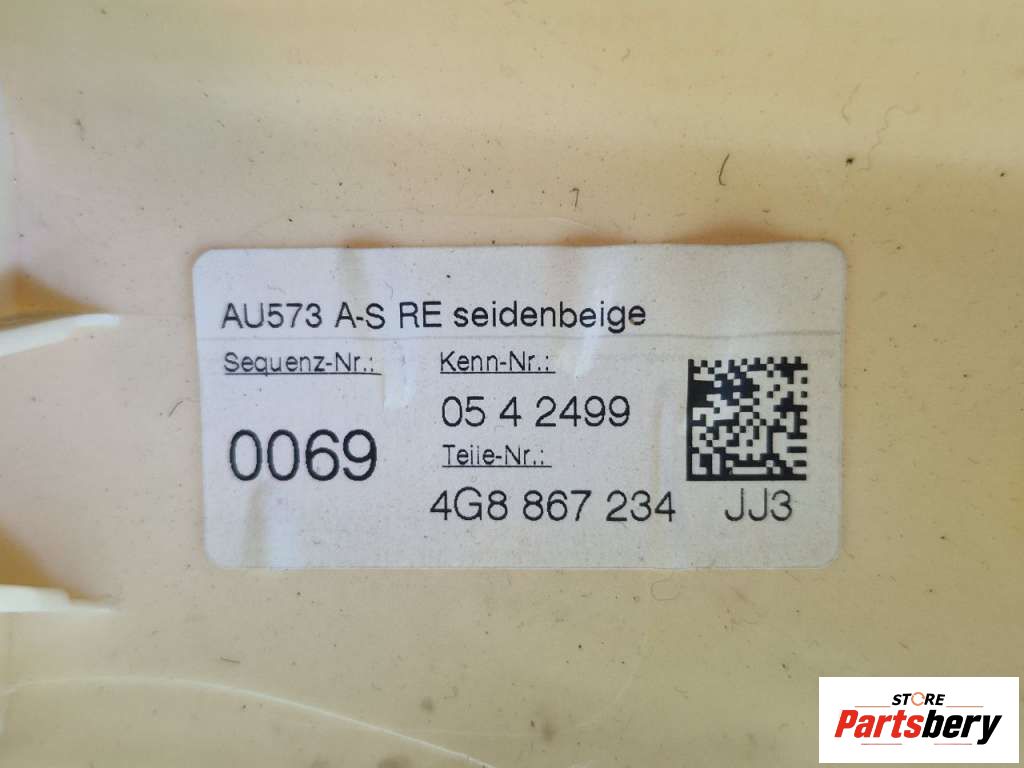 AU573 A-S RE seidenbeige
Sequenz-Nr.: Kenn-Nr.:
05 4 2499
0069
Teile-Nr.:
4G8 867 234 JJ3
STORE
Partsbery